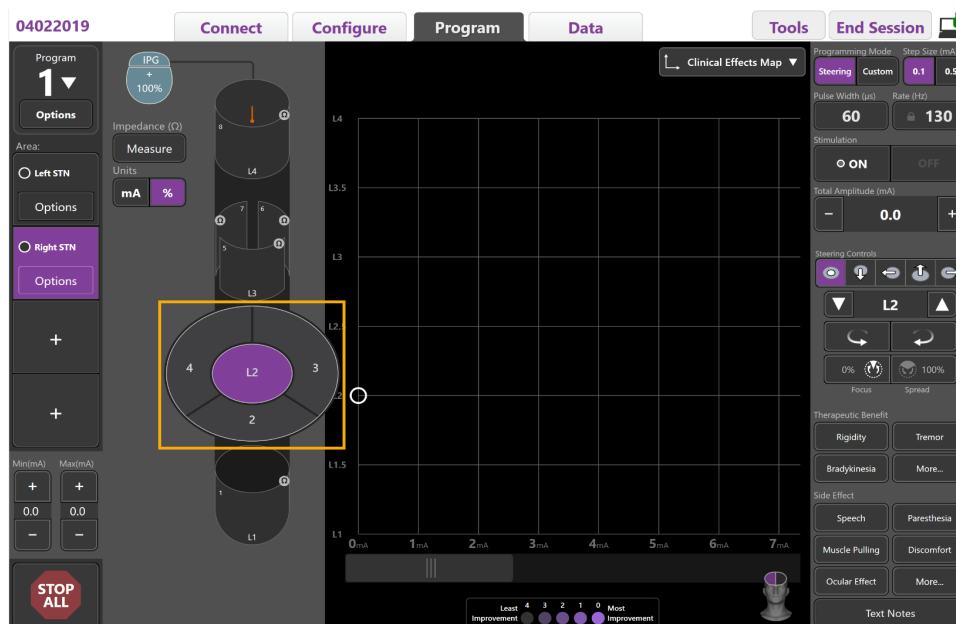 04022019
Connect
Configure
Program
Data
Tools
End Session
Program
1
Options
Area:
Left STN
Options
Right STN
Options
+
+
Min(mA) Max(mA)
+ +
0.0 0.0
− −
STOP
ALL
IPG
+
100%
Impedance (Ω)
Measure
Units
mA %
8
Ω
L4
7 6
Ω Ω
5 Ω
L3
4 L2 3
2
Ω
1
L1
Clinical Effects Map
L4
L3.5
L3
L2.5
L2
L1.5
L1
0mA 1mA 2mA 3mA 4mA 5mA 6mA 7mA
Least 4 3 2 1 0 Most
Improvement Improvement
Programming Mode Step Size (mA)
Steering Custom 0.1 0.5
Pulse Width (µs) Rate (Hz)
60 130
Stimulation
ON OFF
Total Amplitude (mA)
− 0.0 +
Steering Controls
L2
0% 100%
Focus Spread
Therapeutic Benefit
Rigidity Tremor
Bradykinesia More...
Side Effect
Speech Paresthesia
Muscle Pulling Discomfort
Ocular Effect More...
Text Notes